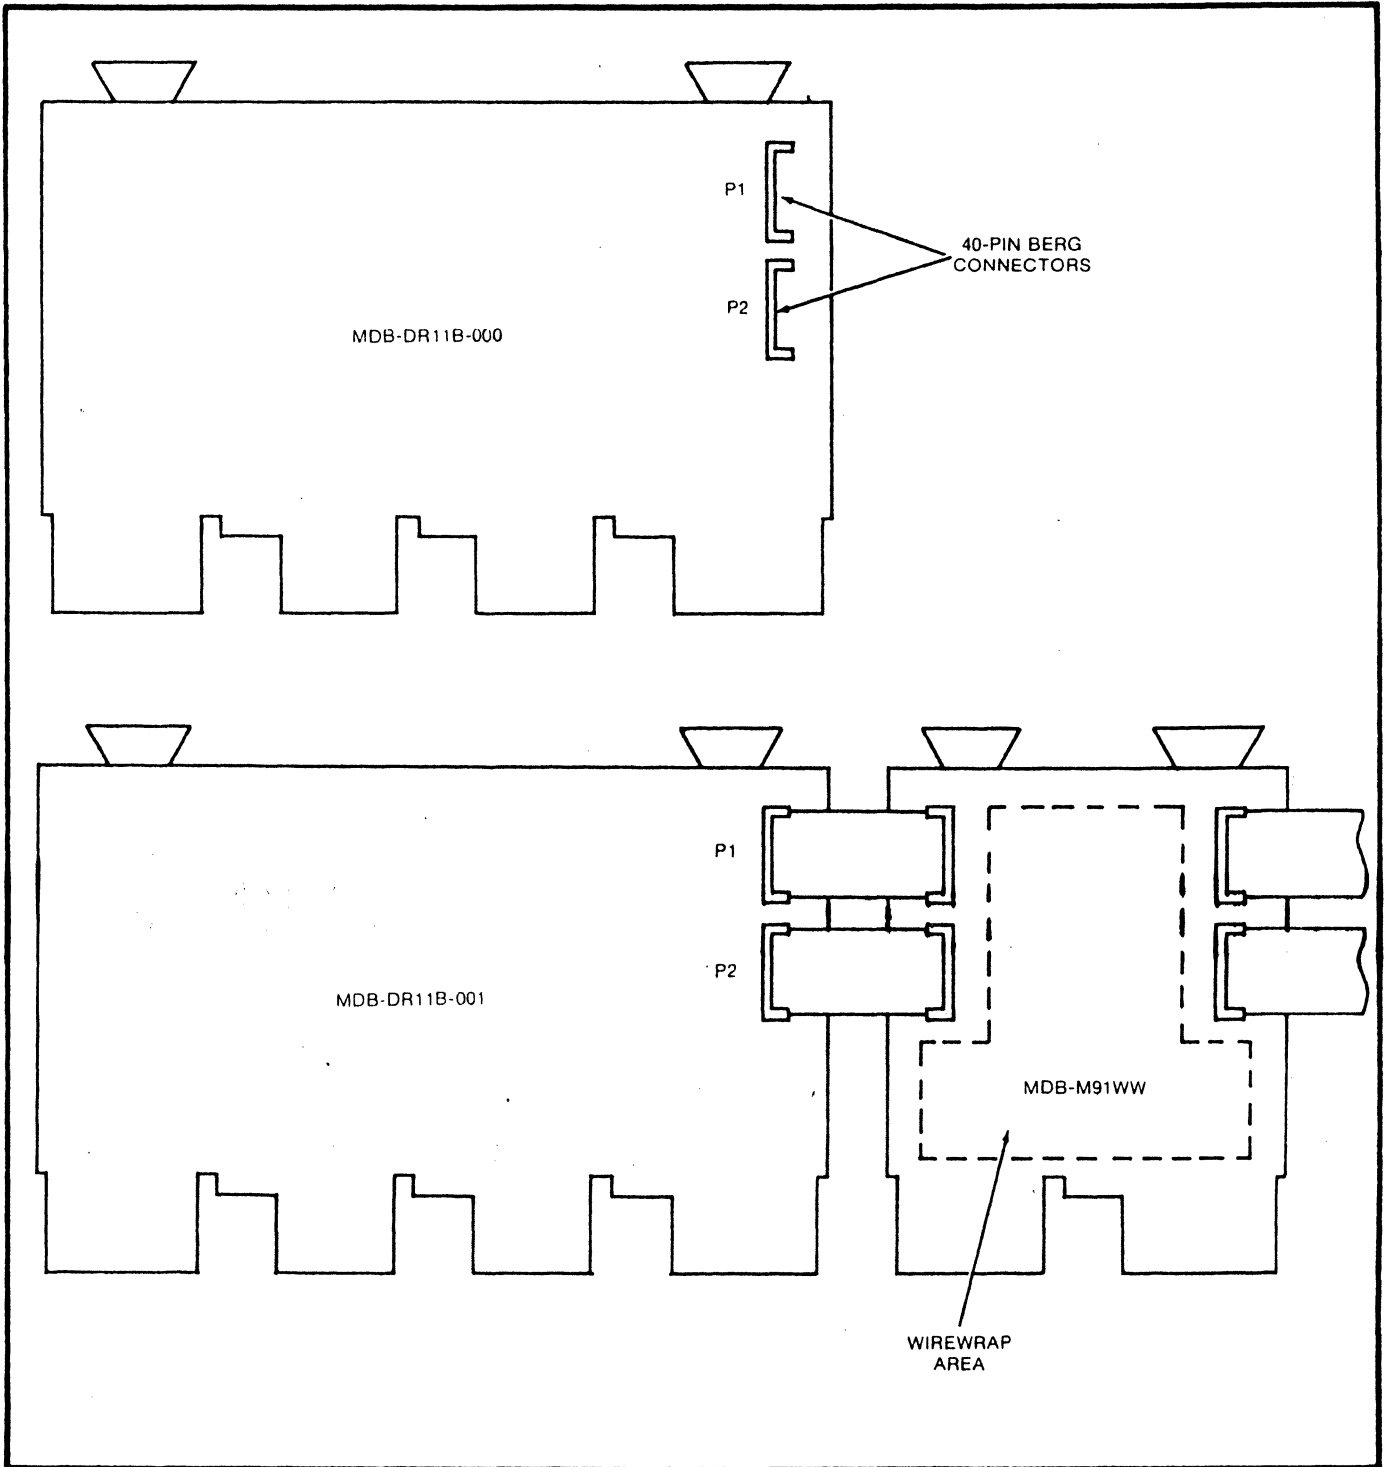 P1
40-PIN BERG
CONNECTORS
P2
MDB-DR11B-000
P1
P2
MDB-DR11B-001
MDB-M91WW
WIREWRAP
AREA